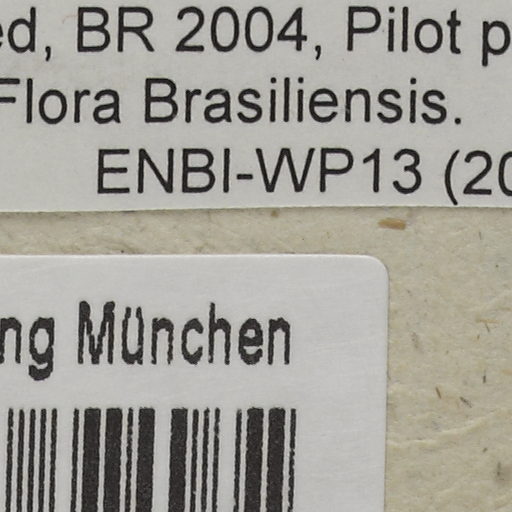 ed, BR 2004, Pilot p
Flora Brasiliensis.
ENBI-WP13 (20
ng München